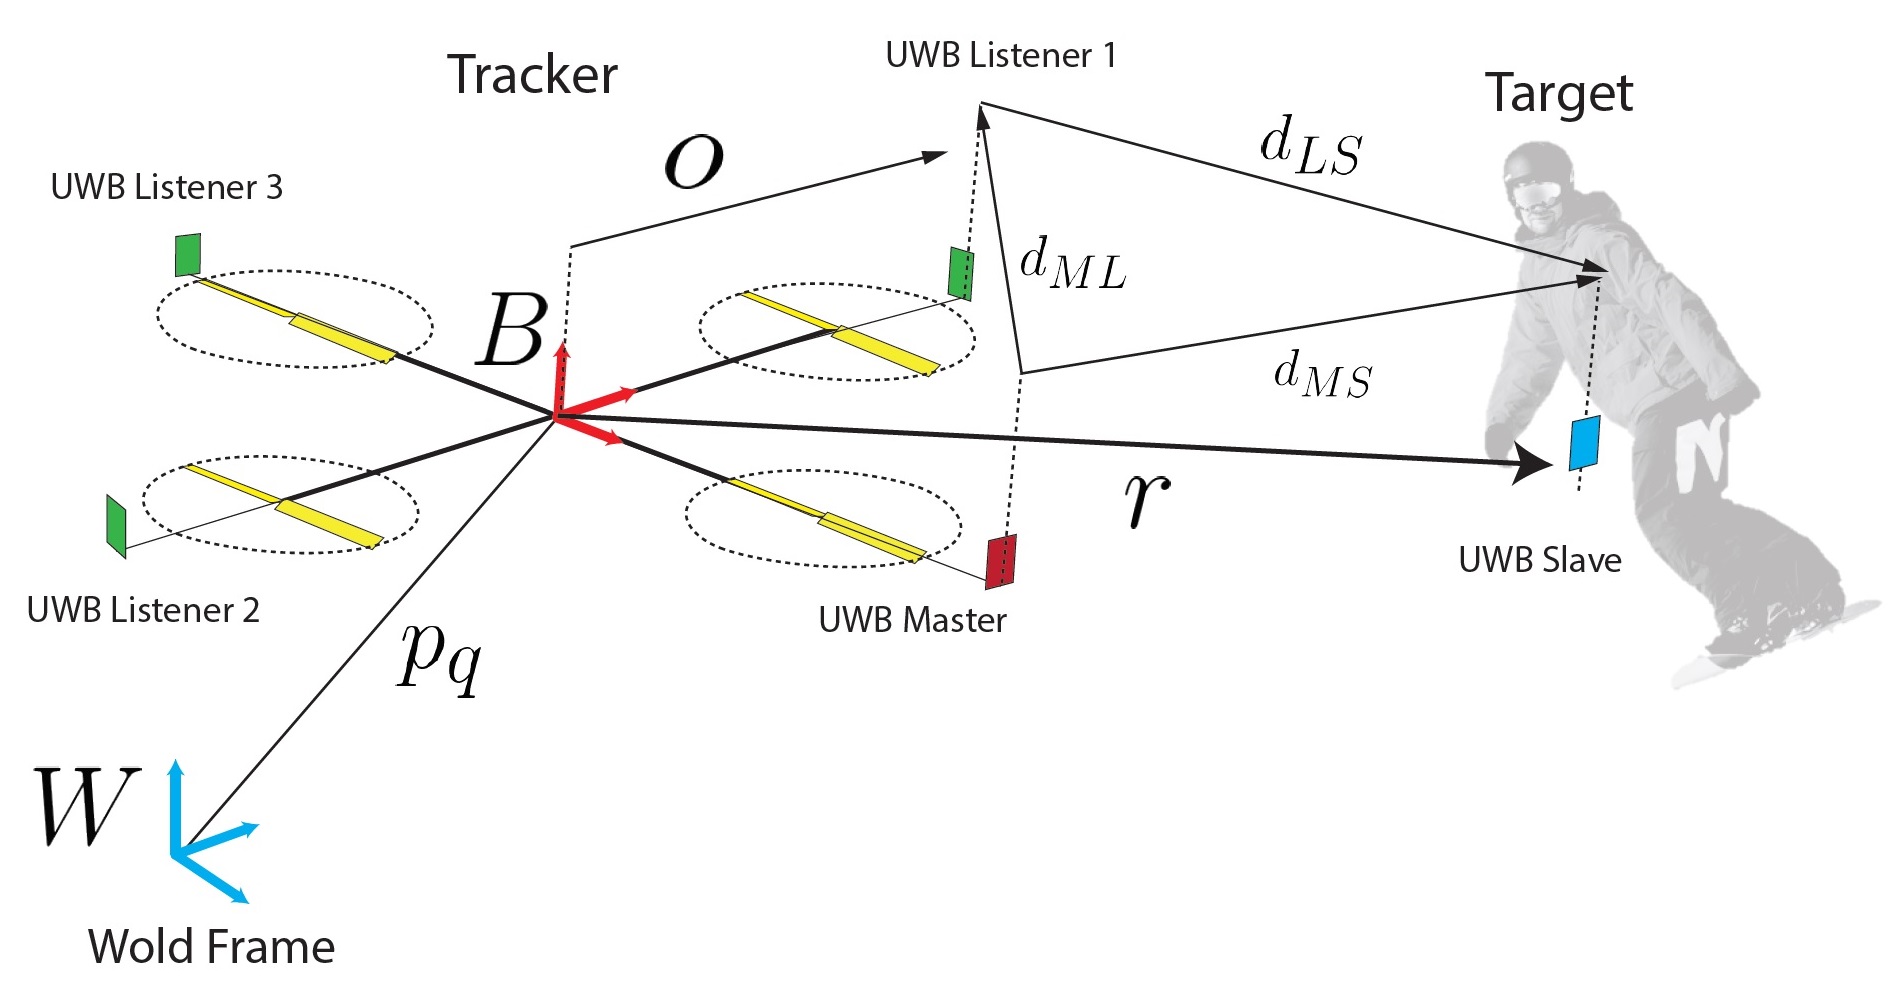 Tracker
UWB Listener 1
Target
UWB Listener 3
o
d_{LS}
d_{ML}
B
d_{MS}
r
N
UWB Listener 2
UWB Master
UWB Slave
p_q
W
Wold Frame